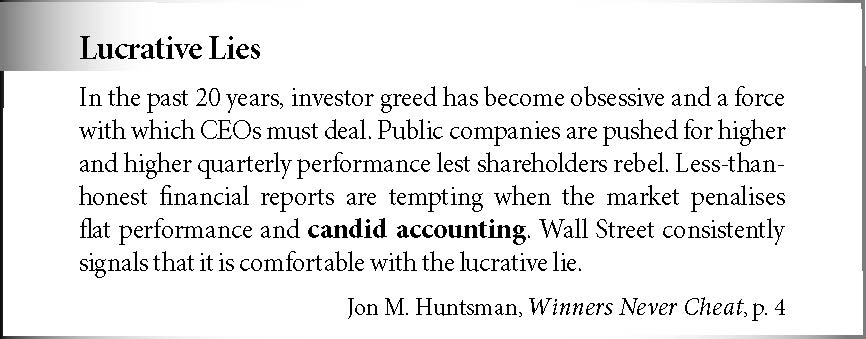 Lucrative Lies
In the past 20 years, investor greed has become obsessive and a force
with which CEOs must deal. Public companies are pushed for higher
and higher quarterly performance lest shareholders rebel. Less-than-
honest financial reports are tempting when the market penalises
flat performance and candid accounting. Wall Street consistently
signals that it is comfortable with the lucrative lie.
Jon M. Huntsman, Winners Never Cheat, p. 4